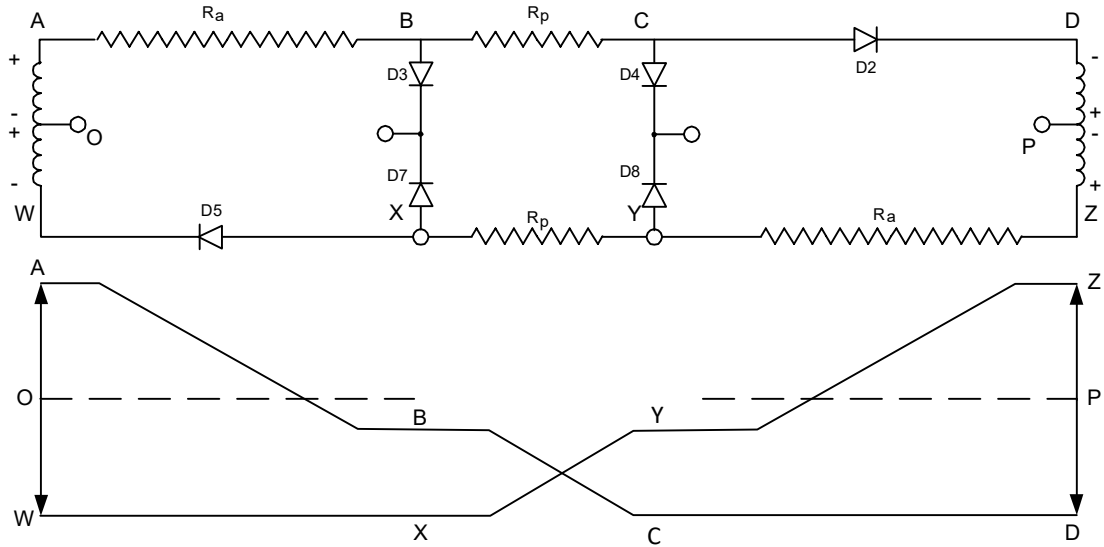 A Rₐ B Rₚ C D
+ D3 D4 D2 -
- O + P
+ -
- D7 D8 +
W D5 X Rₚ Y Rₐ Z
A Z
O B Y P
W X C D